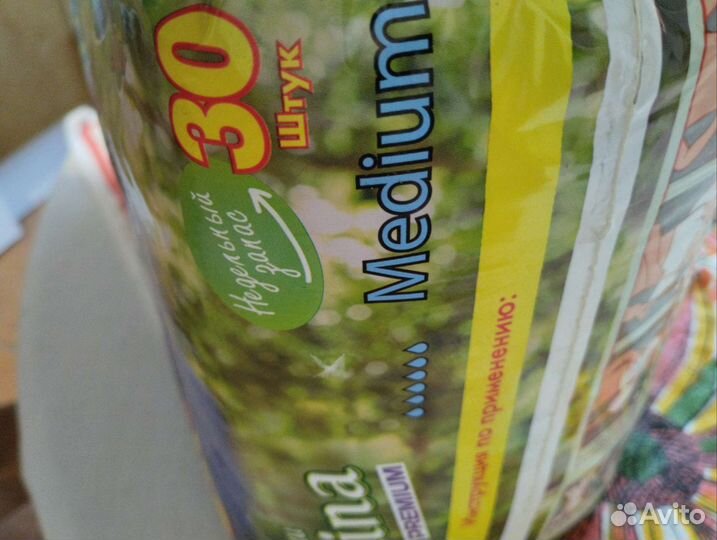 30
Штук
Недельный
запас
Medium
ina
PREMIUM
Инструкция по применению:
Avito